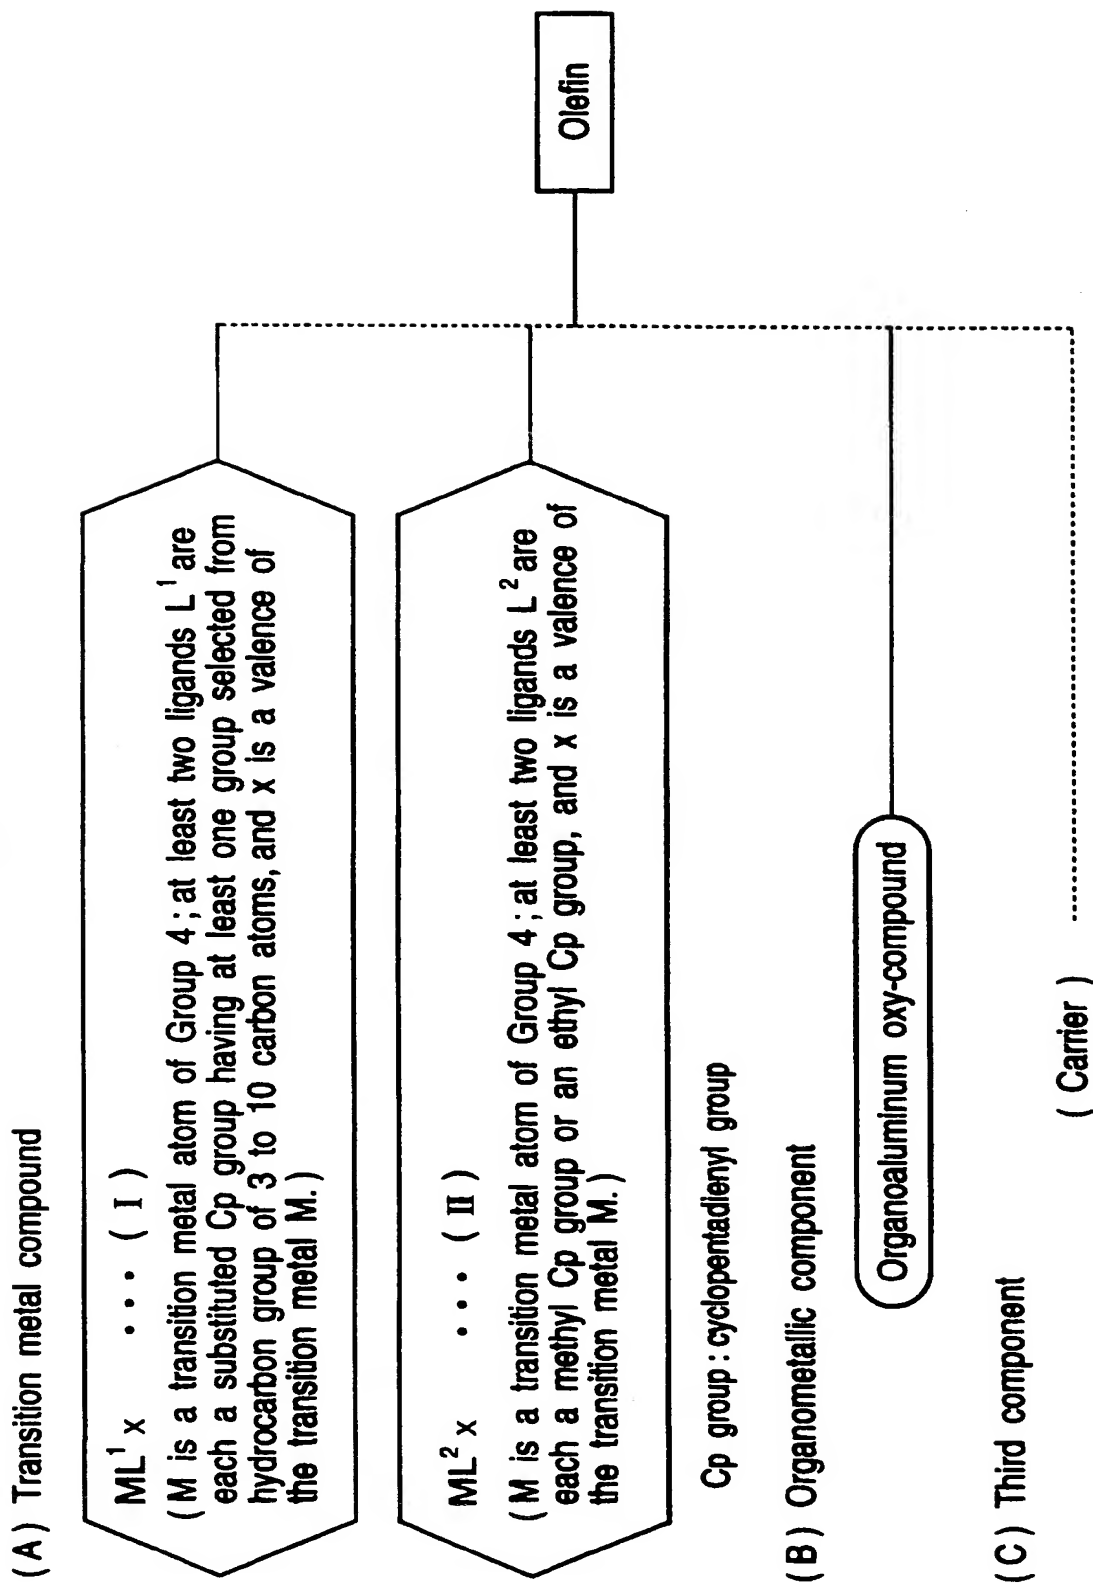 ( A ) Transition metal compound
ML¹ x ・・・ ( I )
( M is a transition metal atom of Group 4 ; at least two ligands L¹ are
each a substituted Cp group having at least one group selected from
hydrocarbon group of 3 to 10 carbon atoms, and x is a valence of
the transition metal M. )
ML² x ・・・ ( II )
( M is a transition metal atom of Group 4 ; at least two ligands L² are
each a methyl Cp group or an ethyl Cp group, and x is a valence of
the transition metal M. )
Cp group : cyclopentadienyl group
( B ) Organometallic component
Organoaluminum oxy-compound
( C ) Third component
( Carrier )
Olefin